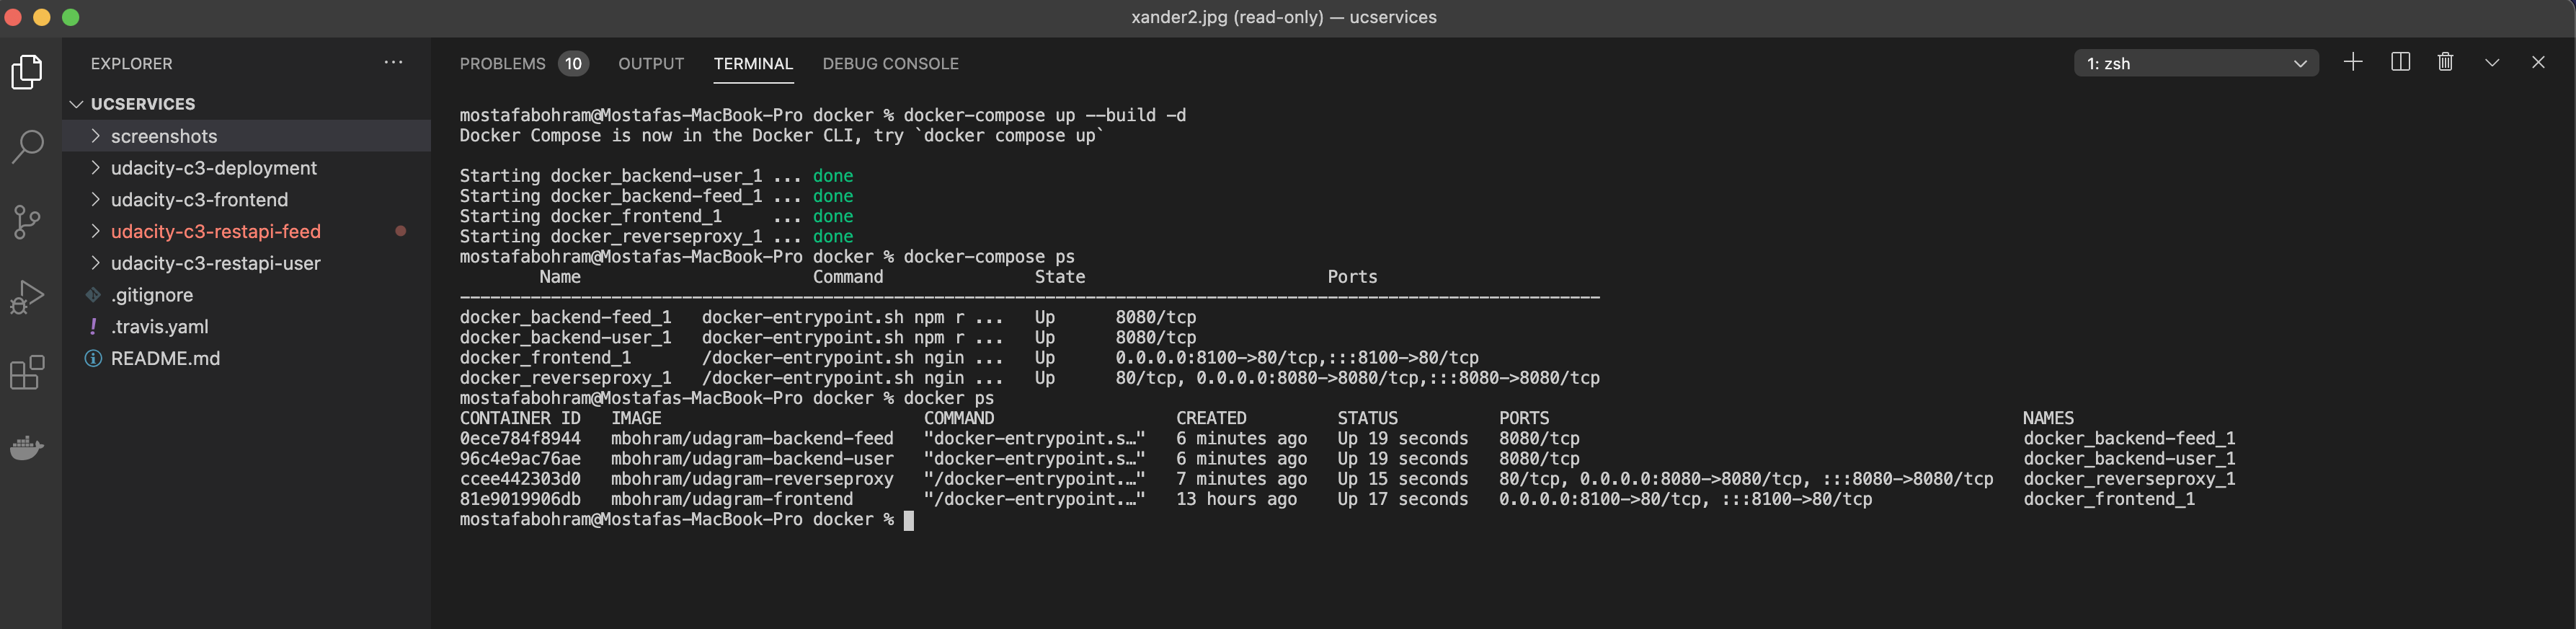 xander2.jpg (read-only) — ucservices
EXPLORER
UCSERVICES
screenshots
udacity-c3-deployment
udacity-c3-frontend
udacity-c3-restapi-feed
udacity-c3-restapi-user
.gitignore
! .travis.yaml
README.md
PROBLEMS 10 OUTPUT TERMINAL DEBUG CONSOLE
1: zsh
mostafabohram@Mostafas-MacBook-Pro docker % docker-compose up --build -d
Docker Compose is now in the Docker CLI, try `docker compose up`
Starting docker_backend-user_1 ... done
Starting docker_backend-feed_1 ... done
Starting docker_frontend_1 ... done
Starting docker_reverseproxy_1 ... done
mostafabohram@Mostafas-MacBook-Pro docker % docker-compose ps
Name Command State Ports
--------------------------------------------------------------------------------------------------------------------
docker_backend-feed_1 docker-entrypoint.sh npm r ... Up 8080/tcp
docker_backend-user_1 docker-entrypoint.sh npm r ... Up 8080/tcp
docker_frontend_1 /docker-entrypoint.sh ngin ... Up 0.0.0.0:8100->80/tcp,:::8100->80/tcp
docker_reverseproxy_1 /docker-entrypoint.sh ngin ... Up 80/tcp, 0.0.0.0:8080->8080/tcp,:::8080->8080/tcp
mostafabohram@Mostafas-MacBook-Pro docker % docker ps
CONTAINER ID IMAGE COMMAND CREATED STATUS PORTS NAMES
0ece784f8944 mbohram/udagram-backend-feed "docker-entrypoint.s…" 6 minutes ago Up 19 seconds 8080/tcp docker_backend-feed_1
96c4e9ac76ae mbohram/udagram-backend-user "docker-entrypoint.s…" 6 minutes ago Up 19 seconds 8080/tcp docker_backend-user_1
ccee442303d0 mbohram/udagram-reverseproxy "/docker-entrypoint.…" 7 minutes ago Up 15 seconds 80/tcp, 0.0.0.0:8080->8080/tcp, :::8080->8080/tcp docker_reverseproxy_1
81e9019906db mbohram/udagram-frontend "/docker-entrypoint.…" 13 hours ago Up 17 seconds 0.0.0.0:8100->80/tcp, :::8100->80/tcp docker_frontend_1
mostafabohram@Mostafas-MacBook-Pro docker %